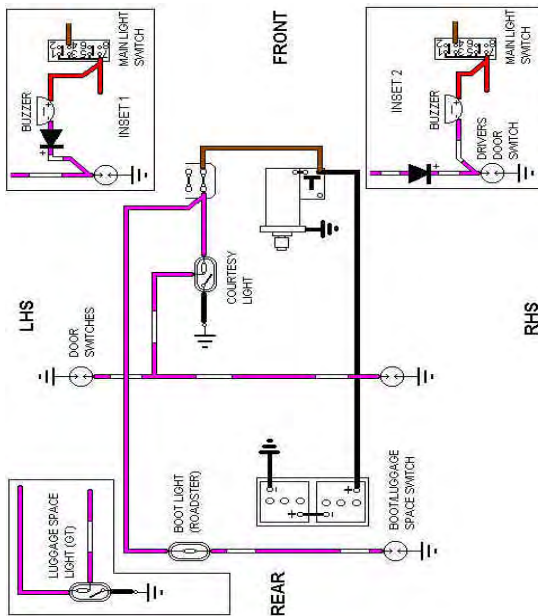 LUGGAGE SPACE
LIGHT (GT)
BOOT LIGHT
(ROADSTER)
REAR
BOOT/LUGGAGE
SPACE SWITCH
LHS
DOOR
SWITCHES
COURTESY
LIGHT
RHS
FRONT
BUZZER
INSET 1
MAIN LIGHT
SWITCH
INSET 2
BUZZER
DRIVERS
DOOR
SWITCH
MAIN LIGHT
SWITCH